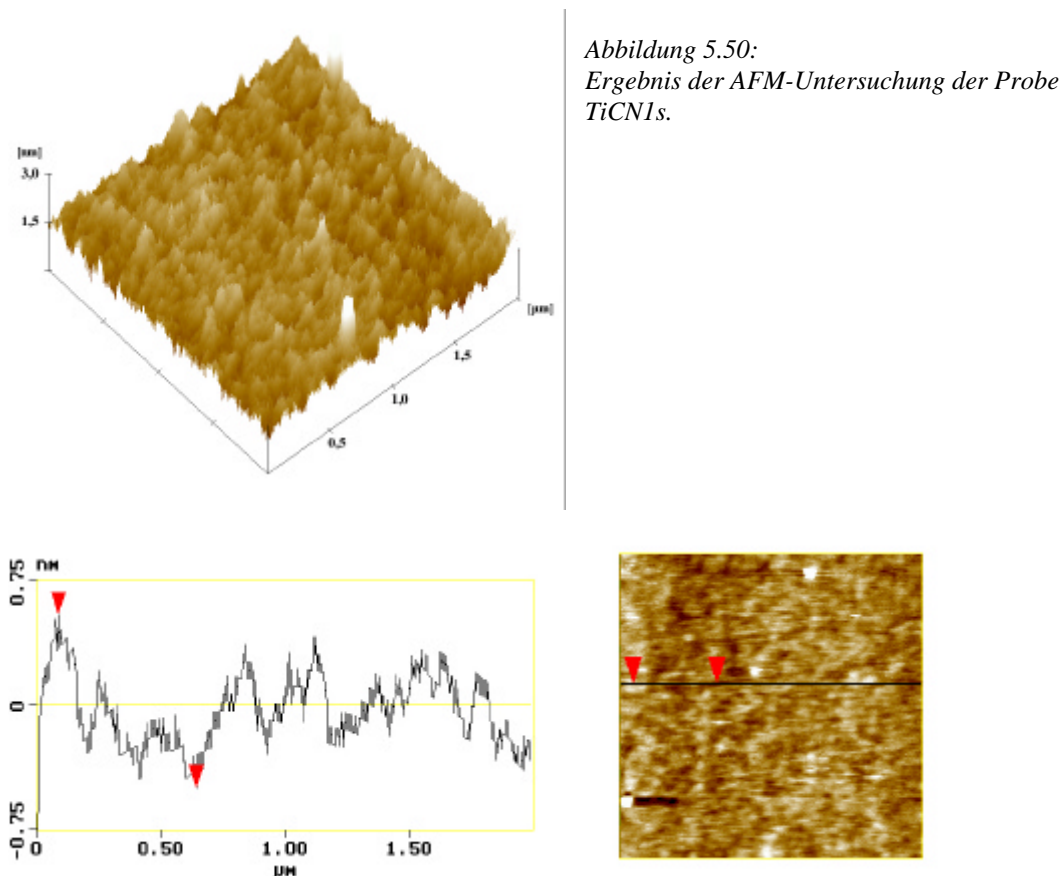 Abbildung 5.50:
Ergebnis der AFM-Untersuchung der Probe
TiCN1s.
[nm]
3,0
1,5
[µm]
1,5
1,0
0,5
nM
0.75
0
-0.75
0 0.50 1.00 1.50
µM